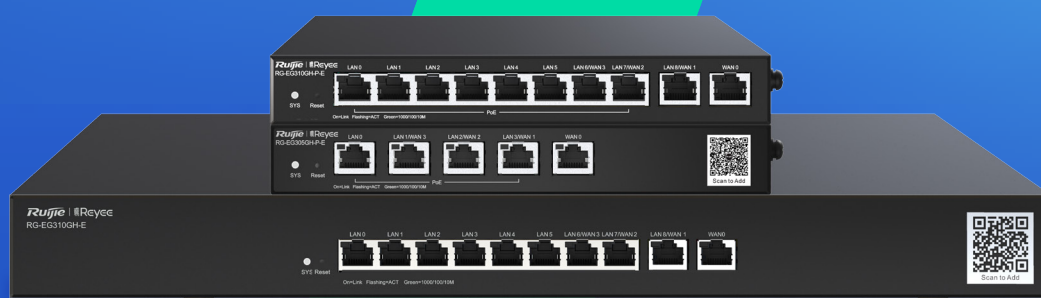 Ruijie | Reyee
RG-EG310GH-P-E
LAN 0 LAN 1 LAN 2 LAN 3 LAN 4 LAN 5 LAN 6/WAN 3 LAN 7/WAN 2 LAN 8/WAN 1 WAN 0
SYS Reset
PoE
On=Link Flashing=ACT Green=1000/100/10M
Ruijie | Reyee
RG-EG305GH-P-E
LAN 0 LAN 1/WAN 3 LAN2/WAN 2 LAN3/WAN 1 WAN 0
SYS Reset
PoE
On=Link Flashing=ACT Green=1000/100/10M
Scan to Add
Ruijie | Reyee
RG-EG310GH-E
LAN 0 LAN 1 LAN 2 LAN 3 LAN 4 LAN 5 LAN 6/WAN 3 LAN 7/WAN 2 LAN 8/WAN 1 WAN0
SYS Reset
On=Link Flashing=ACT Green=1000/100/10M
Scan to Add